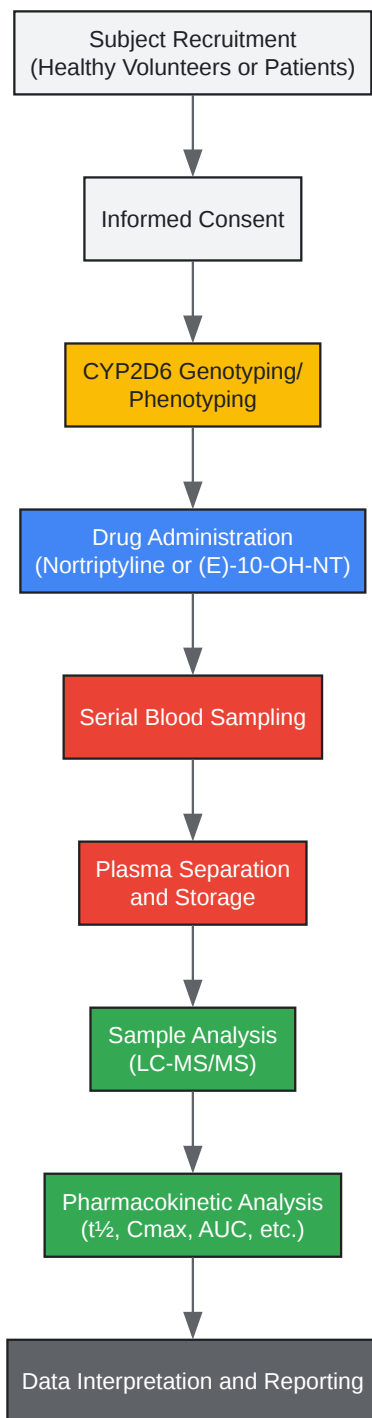 Subject Recruitment
(Healthy Volunteers or Patients)
Informed Consent
CYP2D6 Genotyping/
Phenotyping
Drug Administration
(Nortriptyline or (E)-10-OH-NT)
Serial Blood Sampling
Plasma Separation
and Storage
Sample Analysis
(LC-MS/MS)
Pharmacokinetic Analysis
(t½, Cmax, AUC, etc.)
Data Interpretation and Reporting